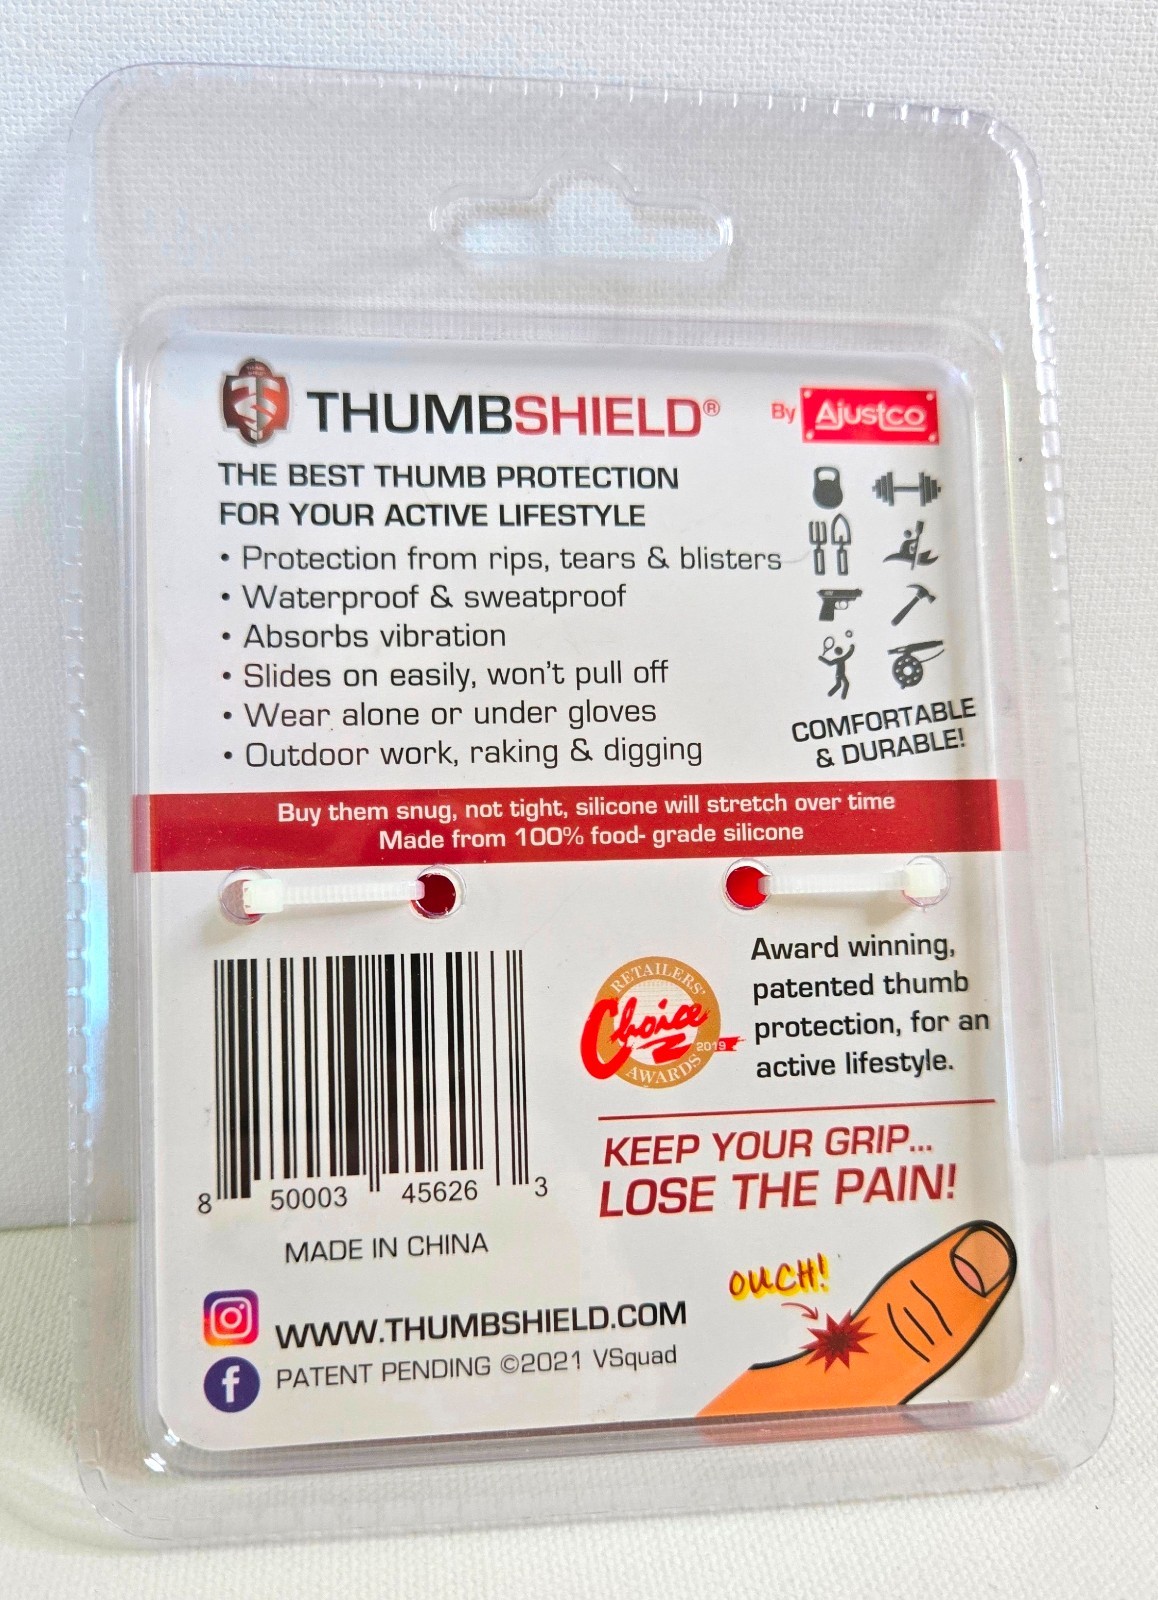 THUMBSHIELD® By Ajustco
THE BEST THUMB PROTECTION
FOR YOUR ACTIVE LIFESTYLE
• Protection from rips, tears & blisters
• Waterproof & sweatproof
• Absorbs vibration
• Slides on easily, won't pull off
• Wear alone or under gloves
• Outdoor work, raking & digging
COMFORTABLE
& DURABLE!
Buy them snug, not tight, silicone will stretch over time
Made from 100% food- grade silicone
8 50003 45626 3
MADE IN CHINA
RETAILERS'
Choice
2019
AWARDS
Award winning,
patented thumb
protection, for an
active lifestyle.
KEEP YOUR GRIP...
LOSE THE PAIN!
OUCH!
WWW.THUMBSHIELD.COM
PATENT PENDING ©2021 VSquad